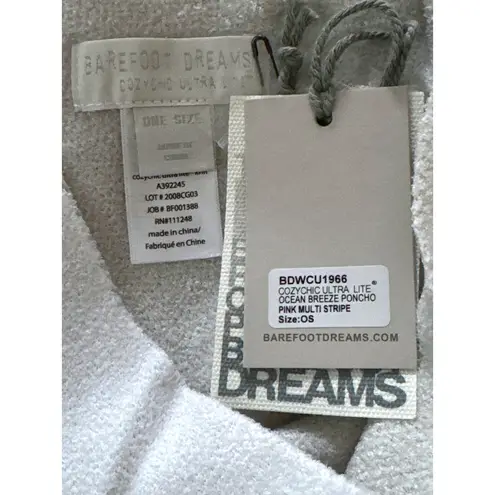 BAREFOOT DREAMS
COZYCHIC ULTRA LITE
ONE SIZE
A392245
LOT # 2008CG03
JOB# BF001388
RN#111248
made in china/
Fabriqué en Chine
BDWCU1966
COZYCHIC ULTRA LITE®
OCEAN BREEZE PONCHO
PINK MULTI STRIPE
Size:OS
BAREFOOTDREAMS.COM
DREAMS